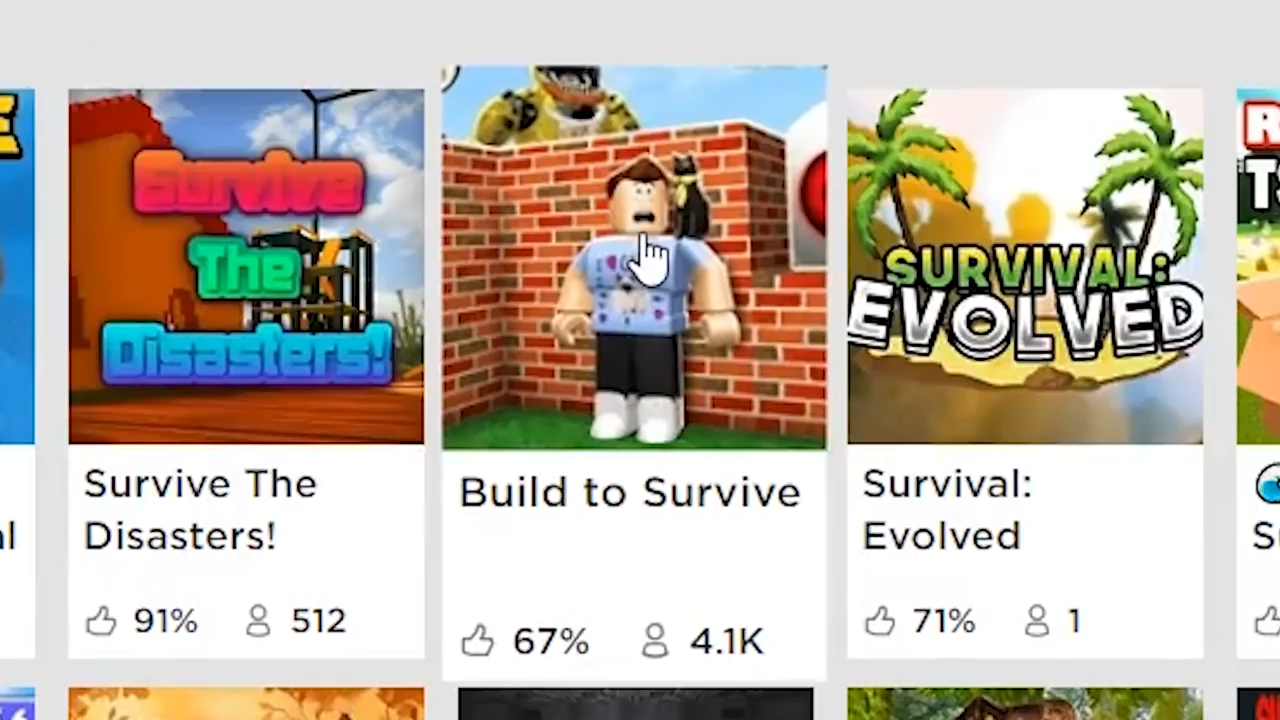 Survive
The
Disasters!
SURVIVAL:
EVOLVED
Survive The
Disasters!
91% 512
Build to Survive
67% 4.1K
Survival:
Evolved
71% 1